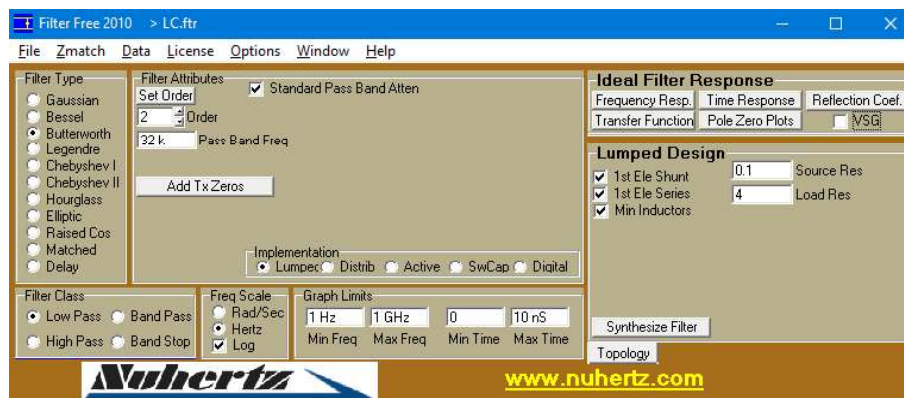 Filter Free 2010 > LC.ftr
File Zmatch Data License Options Window Help
Filter Type
Gaussian
Bessel
Butterworth
Legendre
Chebyshev I
Chebyshev II
Hourglass
Elliptic
Raised Cos
Matched
Delay
Filter Attributes
Set Order
Standard Pass Band Atten
2 Order
32 k Pass Band Freq
Add Tx Zeros
Implementation
Lumped Distrib Active SwCap Digital
Ideal Filter Response
Frequency Resp. Time Response Reflection Coef.
Transfer Function Pole Zero Plots VSG
Lumped Design
1st Ele Shunt 0.1 Source Res
1st Ele Series 4 Load Res
Min Inductors
Synthesize Filter
Topology
Filter Class
Low Pass Band Pass
High Pass Band Stop
Freq Scale
Rad/Sec
Hertz
Log
Graph Limits
1 Hz 1 GHz 0 10 nS
Min Freq Max Freq Min Time Max Time
Nuhertz
www.nuhertz.com